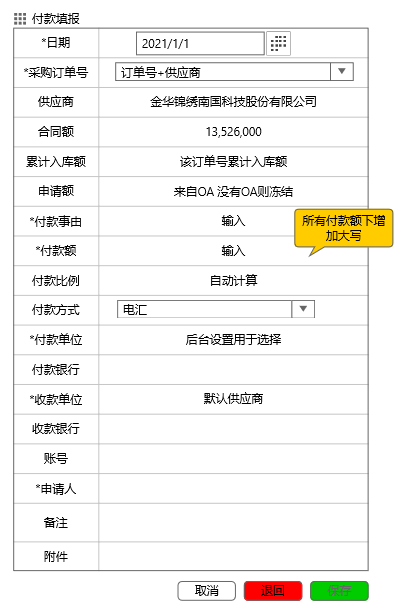 付款填报
*日期 2021/1/1
*采购订单号 订单号+供应商
供应商 金华锦绣南国科技股份有限公司
合同额 13,526,000
累计入库额 该订单号累计入库额
申请额 来自OA 没有OA则冻结
*付款事由 输入
所有付款额下增
加大写
*付款额 输入
付款比例 自动计算
付款方式 电汇
*付款单位 后台设置用于选择
付款银行
*收款单位 默认供应商
收款银行
账号
*申请人
备注
附件
取消 退回 保存